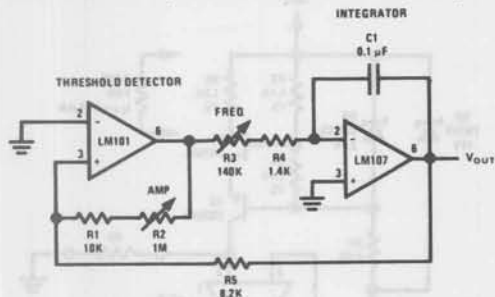 INTEGRATOR
C1
0.1 µF
THRESHOLD DETECTOR
FREQ
2
-
LM101
6
3
+
R3
140K
R4
1.4K
2
-
LM107
6
3
+
VOUT
AMP
R1
10K
R2
1M
R5
8.2K